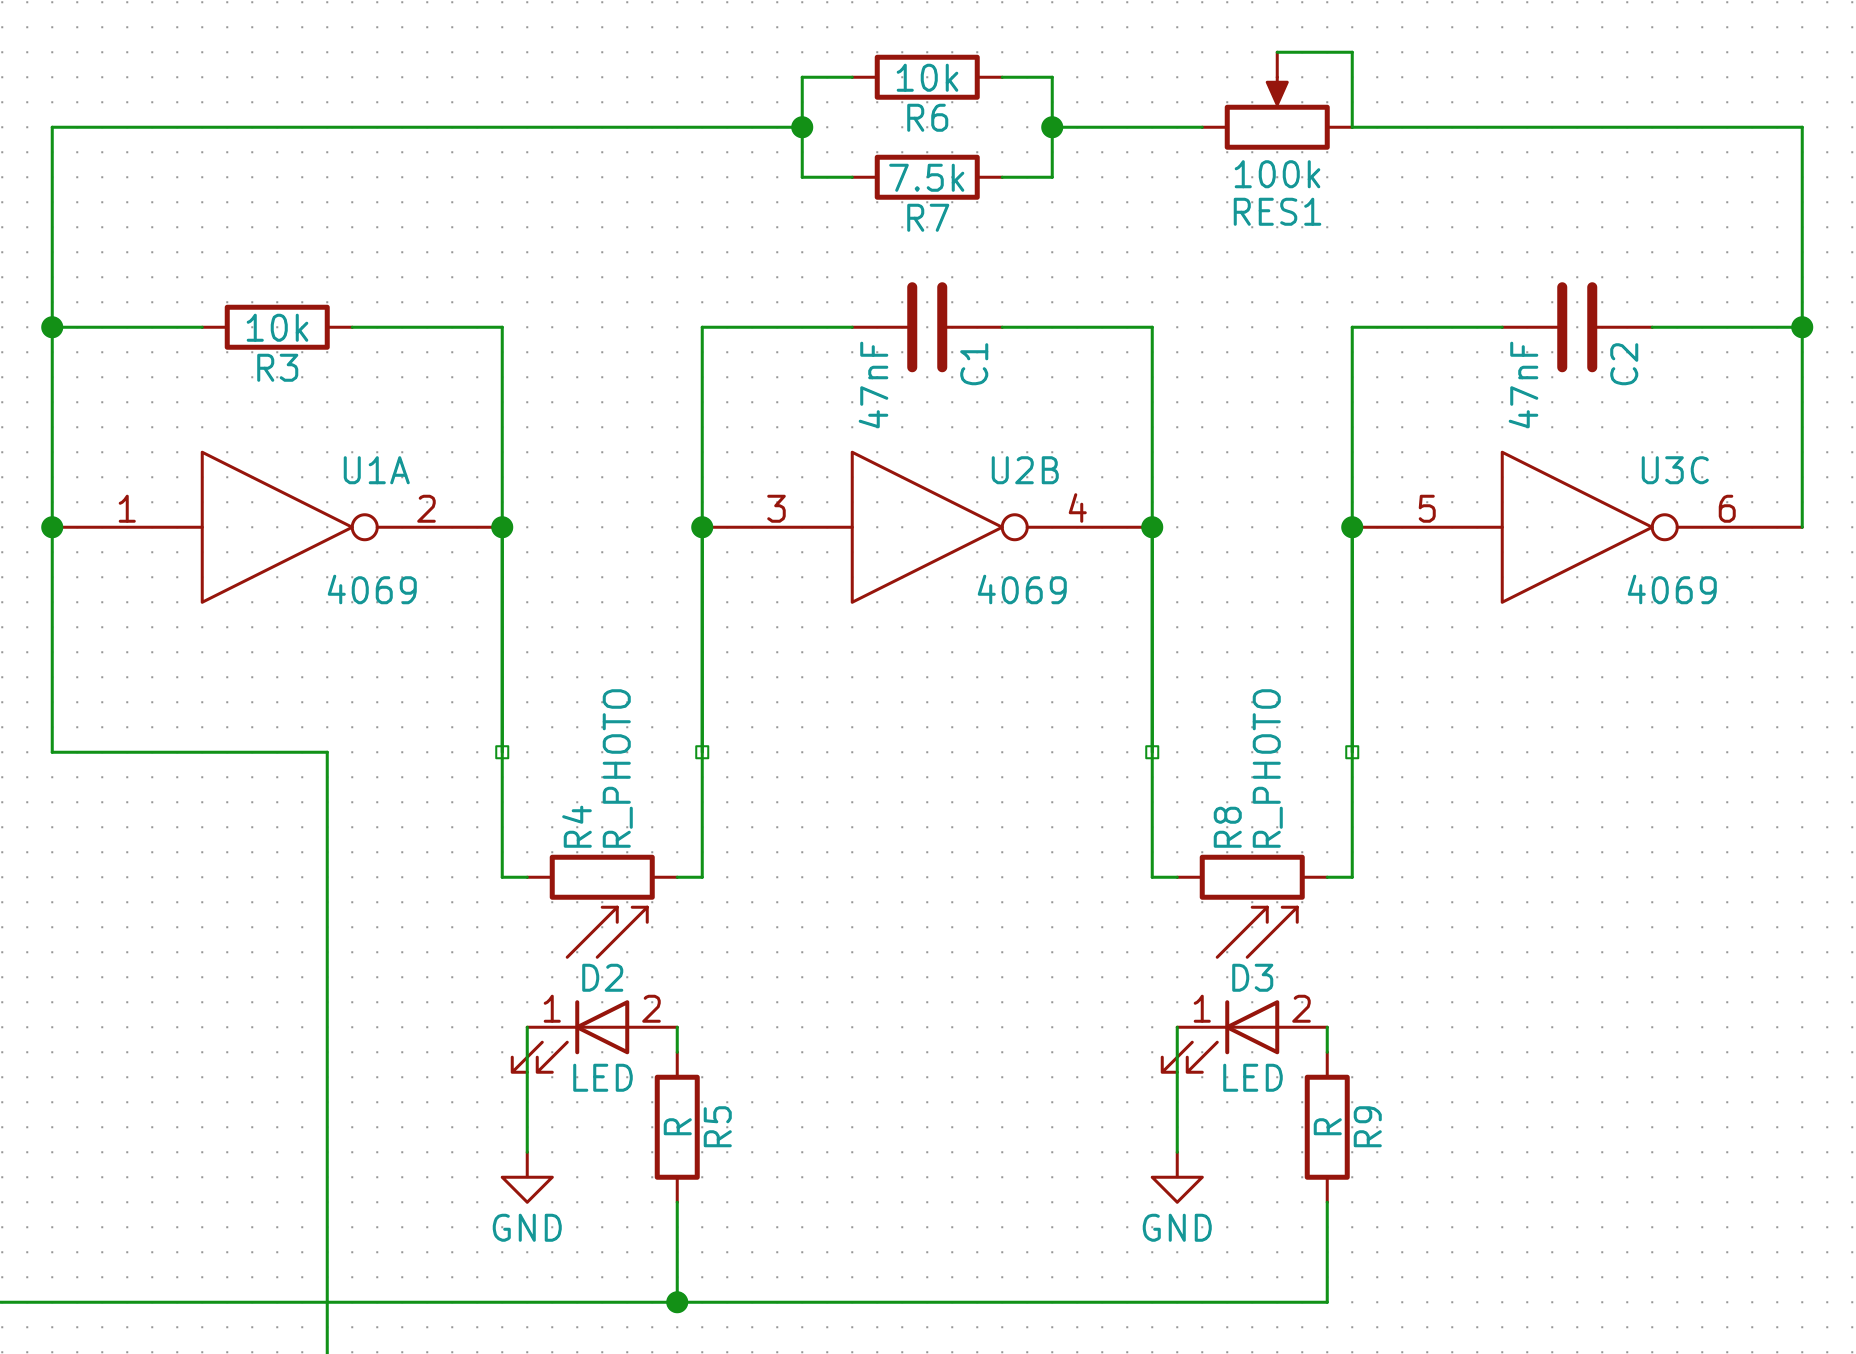 10k
R6
7.5k
R7
100k
RES1
10k
R3
47nF
C1
47nF
C2
U1A
1
2
4069
U2B
3
4
4069
U3C
5
6
4069
R4
R_PHOTO
R8
R_PHOTO
D2
1
2
LED
D3
1
2
LED
R
R5
R
R9
GND
GND